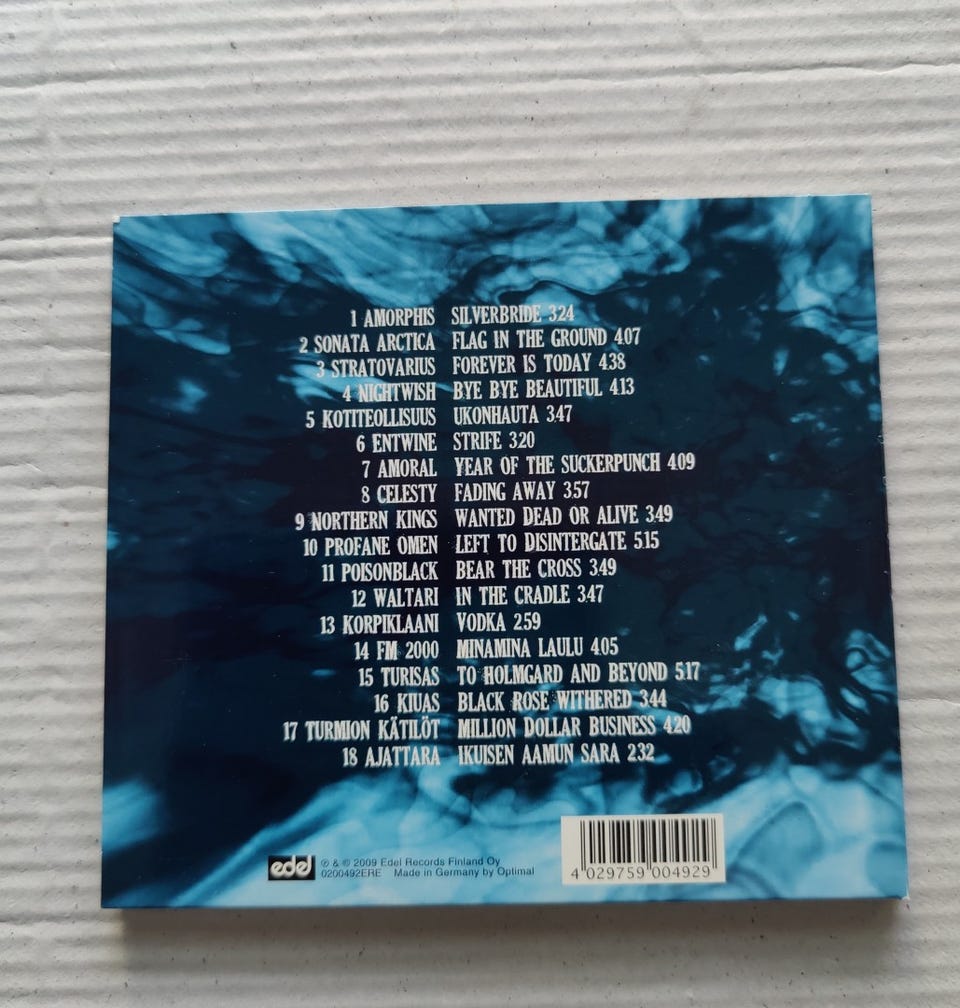 1 AMORPHIS SILVERBRIDE 3.24
2 SONATA ARCTICA FLAG IN THE GROUND 4.07
3 STRATOVARIUS FOREVER IS TODAY 4.38
4 NIGHTWISH BYE BYE BEAUTIFUL 4.13
5 KOTITEOLLISUUS UKONHAUTA 3.47
6 ENTWINE STRIFE 3.20
7 AMORAL YEAR OF THE SUCKERPUNCH 4.09
8 CELESTY FADING AWAY 3.57
9 NORTHERN KINGS WANTED DEAD OR ALIVE 3.49
10 PROFANE OMEN LEFT TO DISINTERGATE 5.15
11 POISONBLACK BEAR THE CROSS 3.49
12 WALTARI IN THE CRADLE 3.47
13 KORPIKLAANI VODKA 2.59
14 FM 2000 MINAMINA LAULU 4.05
15 TURISAS TO HOLMGARD AND BEYOND 5.17
16 KIUAS BLACK ROSE WITHERED 3.44
17 TURMION KÄTILÖT MILLION DOLLAR BUSINESS 4.20
18 AJATTARA IKUISEN AAMUN SARA 2.32
edel
℗ & © 2009 Edel Records Finland Oy
0200492ERE Made in Germany by Optimal
4 029759 004929